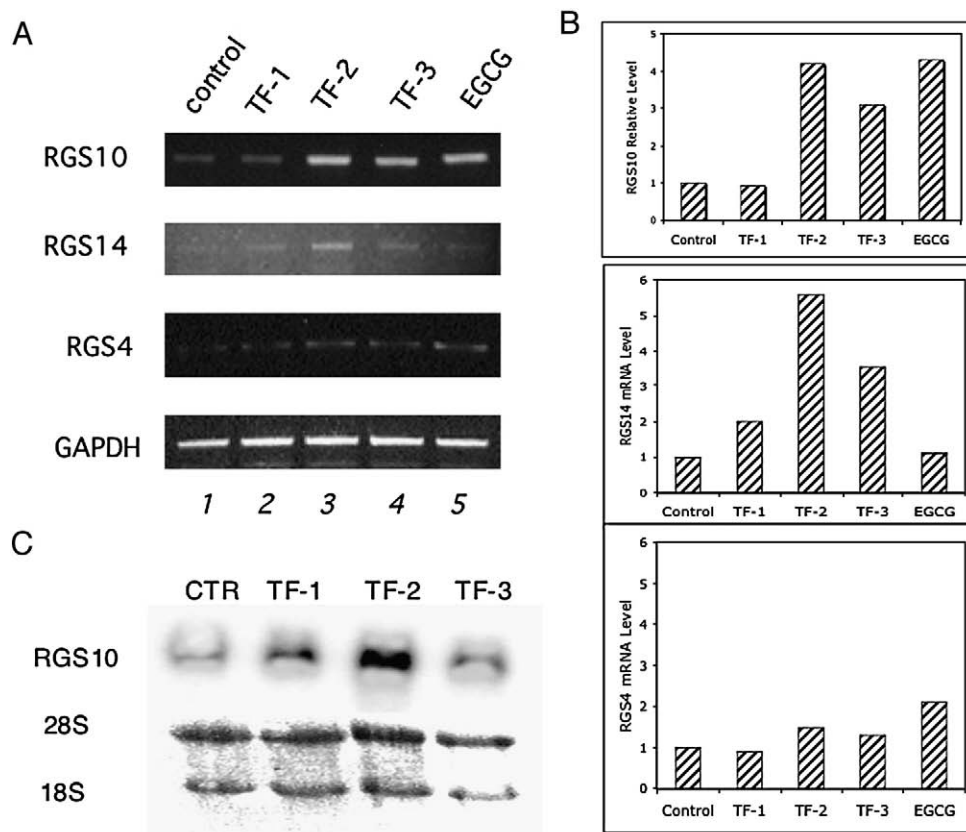 A
control TF-1 TF-2 TF-3 EGCG
RGS10
RGS14
RGS4
GAPDH
1 2 3 4 5
B
RGS10 Relative Level
5
4
3
2
1
0
Control TF-1 TF-2 TF-3 EGCG
RGS14 mRNA Level
6
5
4
3
2
1
0
Control TF-1 TF-2 TF-3 EGCG
RGS4 mRNA Level
6
5
4
3
2
1
0
Control TF-1 TF-2 TF-3 EGCG
C
CTR TF-1 TF-2 TF-3
RGS10
28S
18S